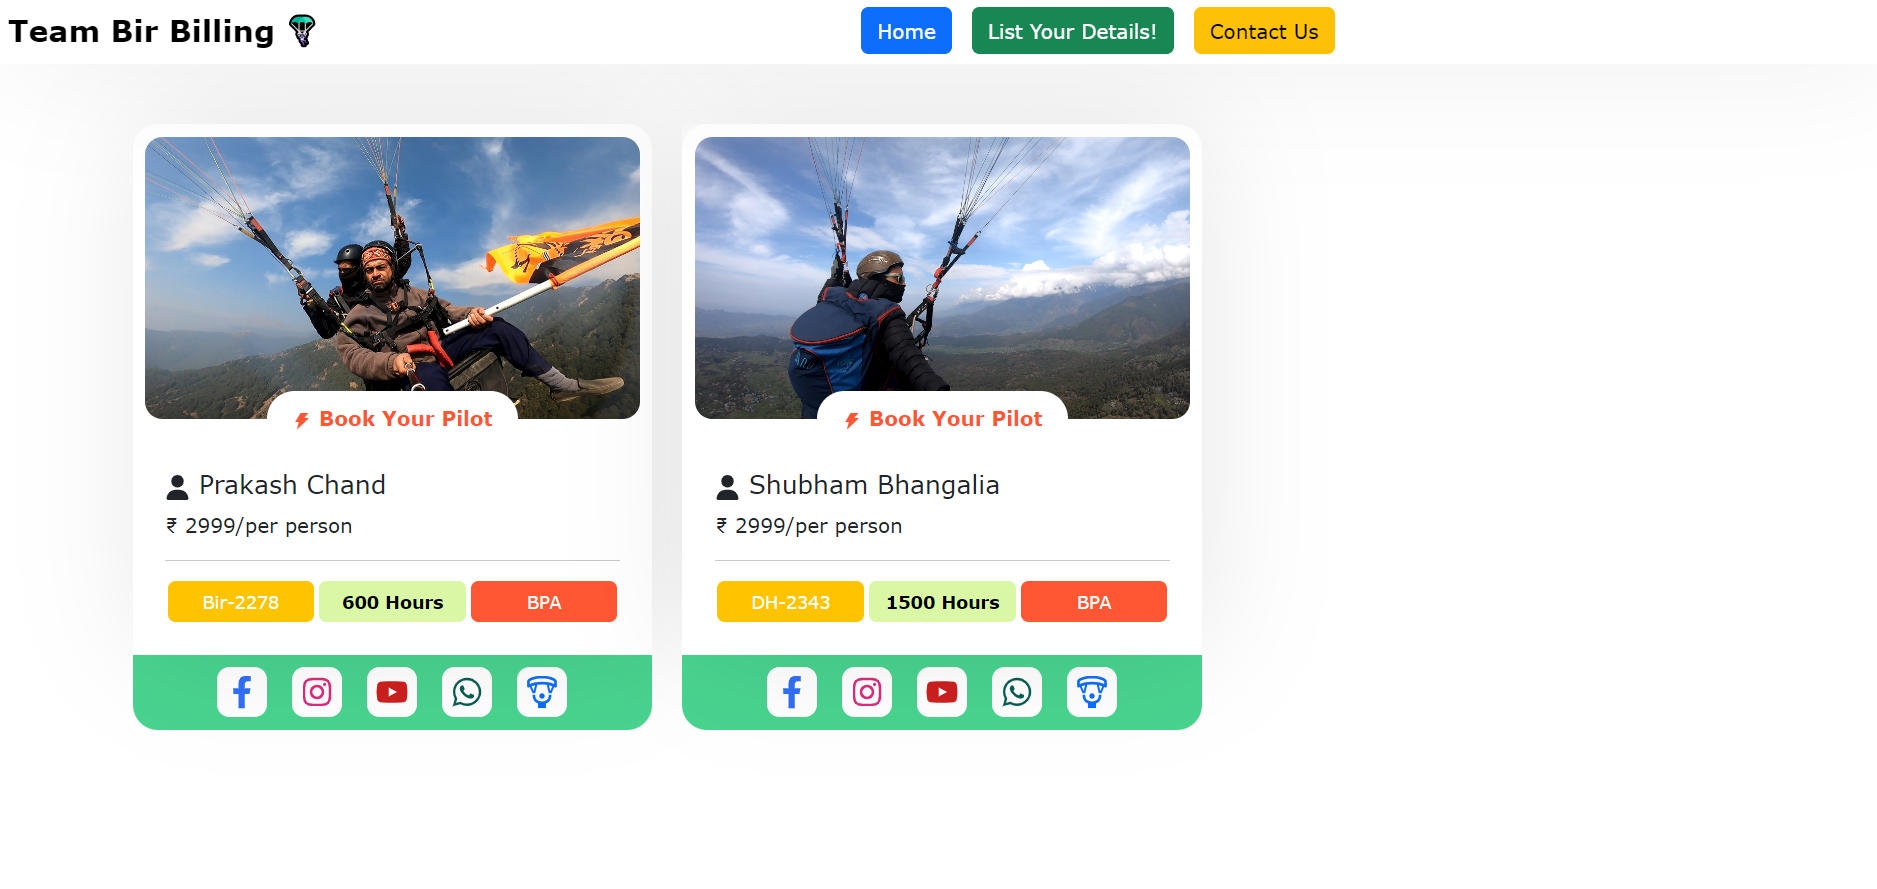 Team Bir Billing
Home
List Your Details!
Contact Us
Book Your Pilot
Prakash Chand
₹ 2999/per person
Bir-2278
600 Hours
BPA
Book Your Pilot
Shubham Bhangalia
₹ 2999/per person
DH-2343
1500 Hours
BPA